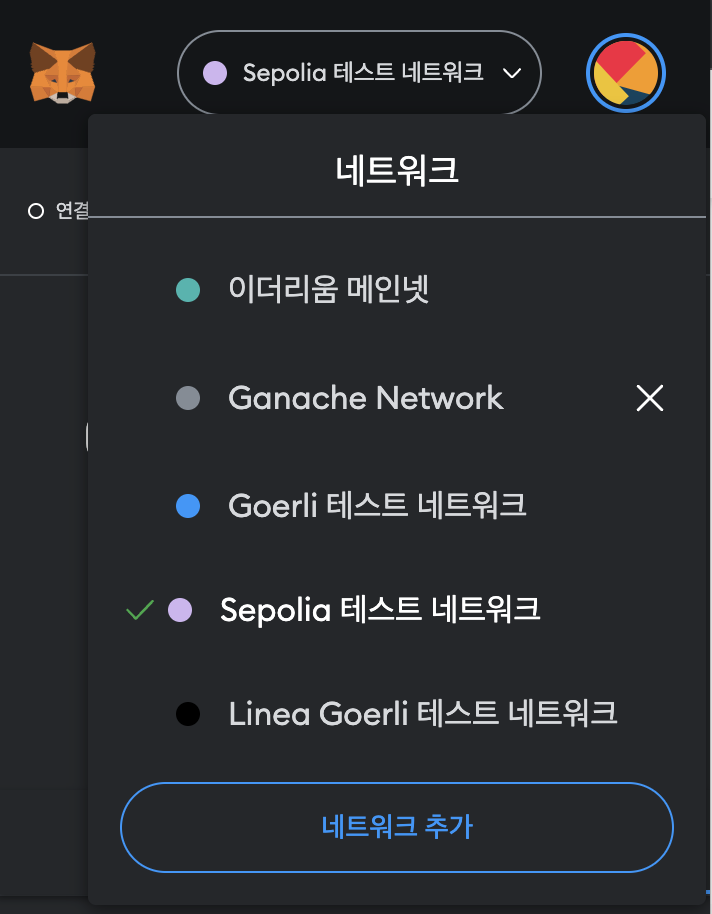 Sepolia 테스트 네트워크
네트워크
연결
이더리움 메인넷
Ganache Network
Goerli 테스트 네트워크
Sepolia 테스트 네트워크
Linea Goerli 테스트 네트워크
네트워크 추가